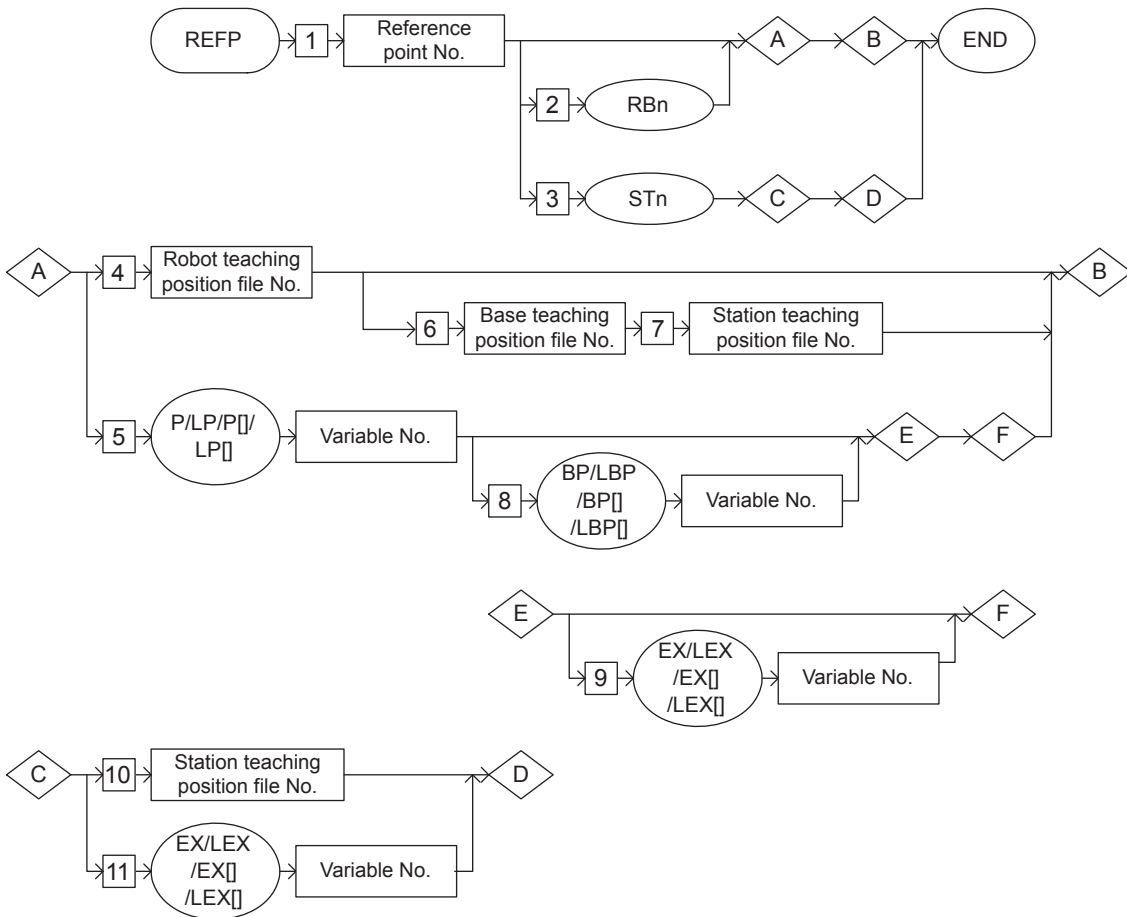 REFP
1
Reference
point No.
A
B
END
2
RBn
3
STn
C
D
A
4
Robot teaching
position file No.
B
6
Base teaching
position file No.
7
Station teaching
position file No.
5
P/LP/P[]/
LP[]
Variable No.
E
F
8
BP/LBP
/BP[]
/LBP[]
Variable No.
E
F
9
EX/LEX
/EX[]
/LEX[]
Variable No.
C
10
Station teaching
position file No.
D
11
EX/LEX
/EX[]
/LEX[]
Variable No.